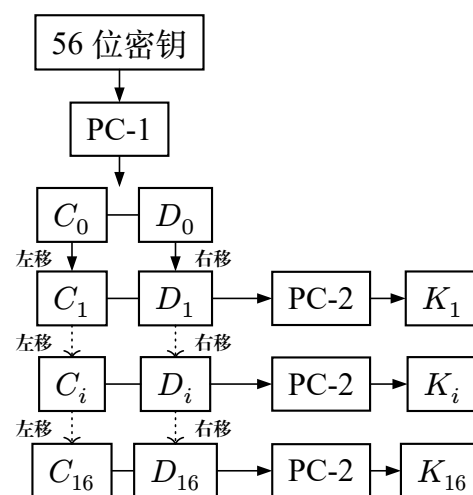 56 位密钥
PC-1
C₀ D₀
左移 右移
C₁ D₁ PC-2 K₁
左移 右移
Cᵢ Dᵢ PC-2 Kᵢ
左移 右移
C₁₆ D₁₆ PC-2 K₁₆